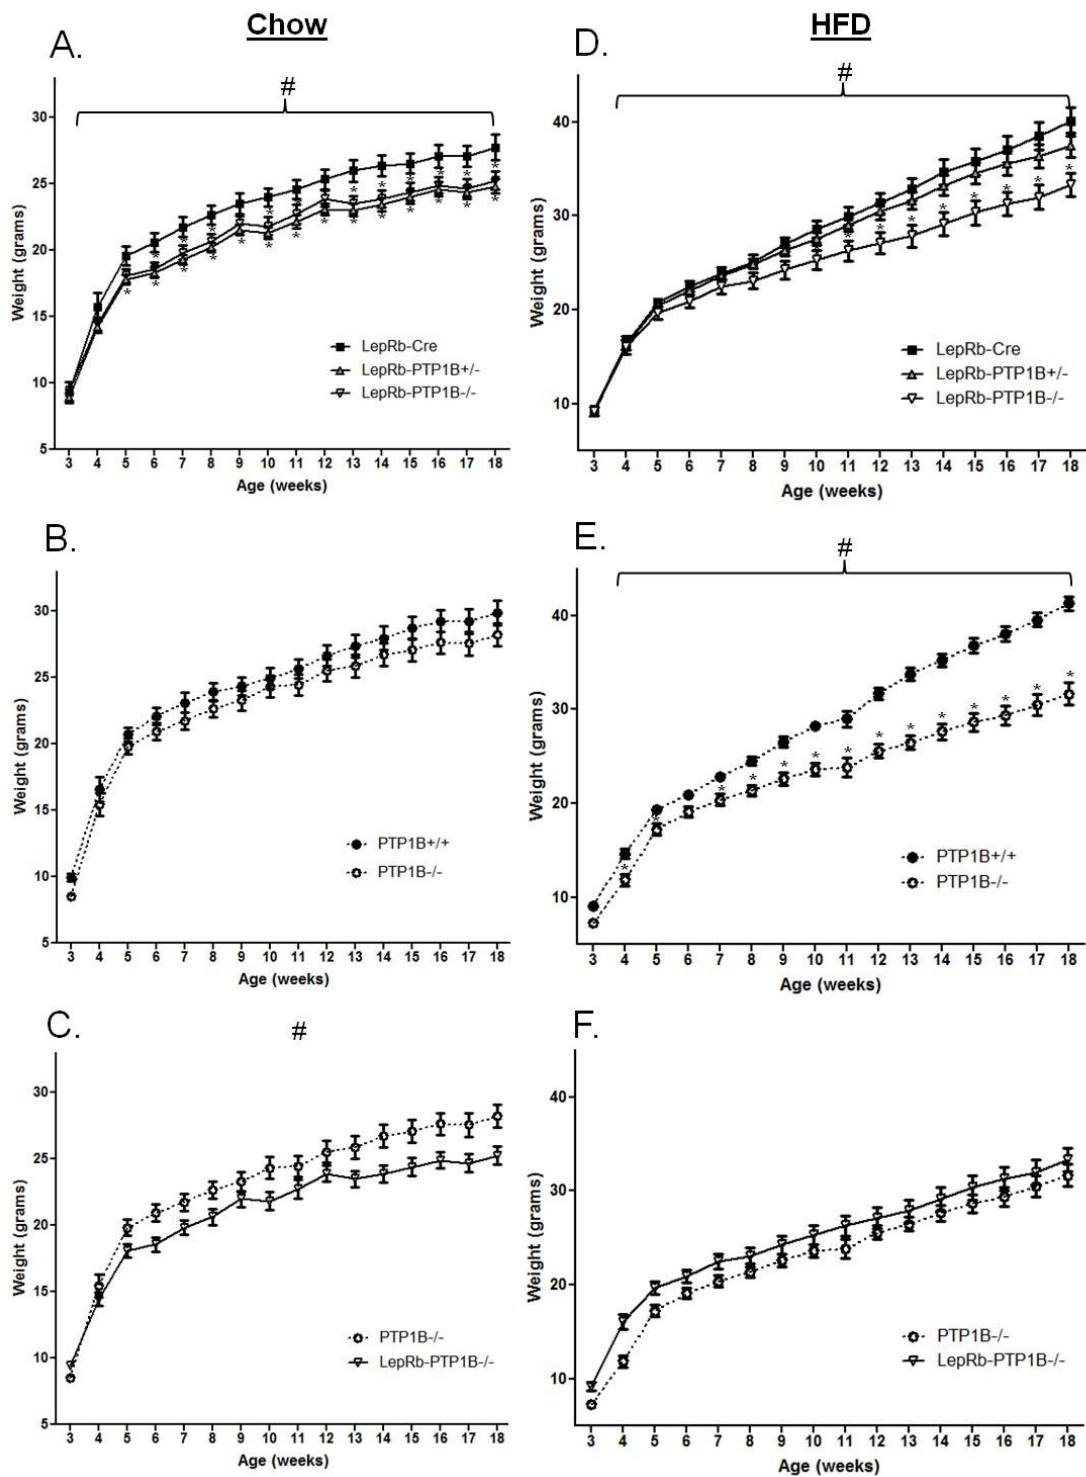 Chow
HFD
A.
#
Weight (grams)
30
25
20
15
10
5
LepRb-Cre
LepRb-PTP1B+/-
LepRb-PTP1B-/-
3 4 5 6 7 8 9 10 11 12 13 14 15 16 17 18
Age (weeks)
D.
#
Weight (grams)
40
30
20
10
LepRb-Cre
LepRb-PTP1B+/-
LepRb-PTP1B-/-
3 4 5 6 7 8 9 10 11 12 13 14 15 16 17 18
Age (weeks)
B.
Weight (grams)
30
25
20
15
10
5
PTP1B+/+
PTP1B-/-
3 4 5 6 7 8 9 10 11 12 13 14 15 16 17 18
Age (weeks)
E.
#
Weight (grams)
40
30
20
10
PTP1B+/+
PTP1B-/-
3 4 5 6 7 8 9 10 11 12 13 14 15 16 17 18
Age (weeks)
C.
#
Weight (grams)
30
25
20
15
10
5
PTP1B-/-
LepRb-PTP1B-/-
3 4 5 6 7 8 9 10 11 12 13 14 15 16 17 18
Age (weeks)
F.
Weight (grams)
40
30
20
10
PTP1B-/-
LepRb-PTP1B-/-
3 4 5 6 7 8 9 10 11 12 13 14 15 16 17 18
Age (weeks)